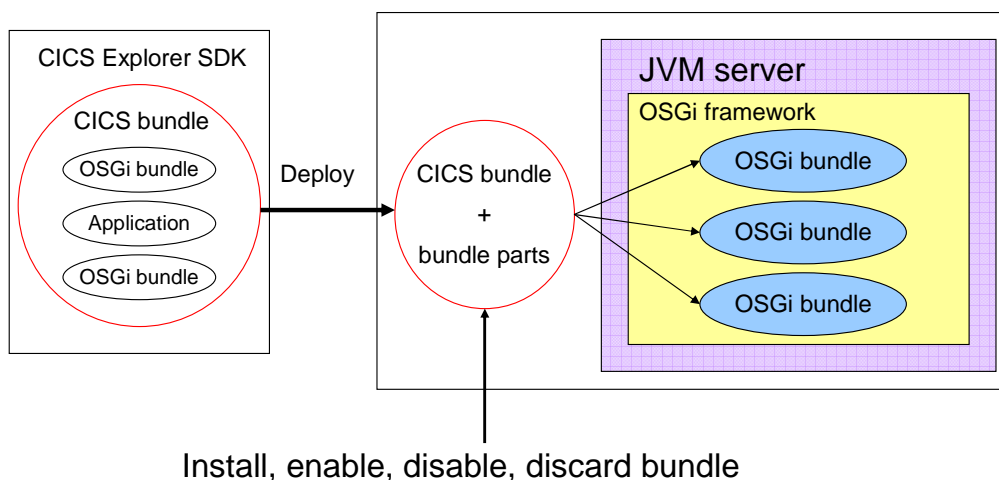 CICS Explorer SDK
CICS bundle
OSGi bundle
Application
OSGi bundle
Deploy
CICS bundle
+
bundle parts
JVM server
OSGi framework
OSGi bundle
OSGi bundle
OSGi bundle
Install, enable, disable, discard bundle